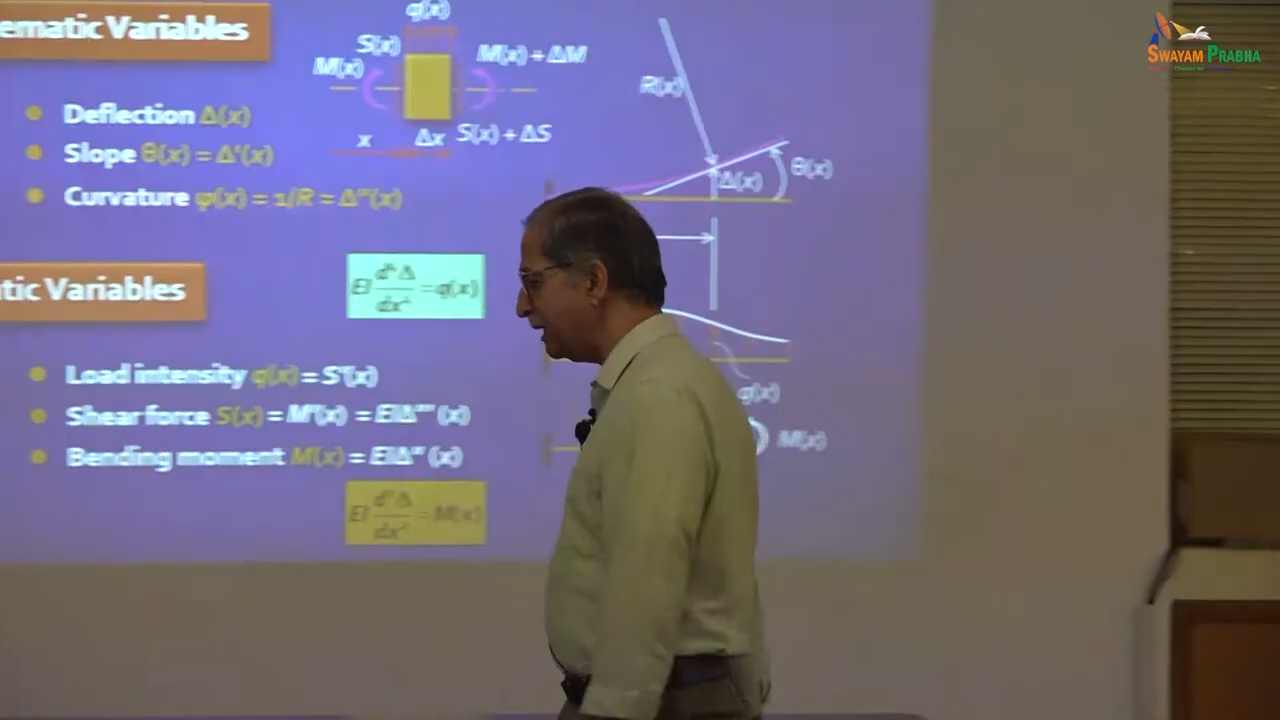 ematic Variables
Deflection Δ(x)
Slope θ(x) = Δ'(x)
Curvature φ(x) = 1/R = Δ''(x)
q(x)
S(x)
M(x)
M(x) + ΔM
x
Δx
S(x) + ΔS
R(x)
Δ(x)
θ(x)
tic Variables
EI d⁴Δ/dx⁴ = q(x)
Load intensity q(x) = S'(x)
Shear force S(x) = M'(x) = EIΔ''' (x)
Bending moment M(x) = EIΔ'' (x)
EI d²Δ/dx² = M(x)
q(x)
M(x)
SWAYAM PRABHA